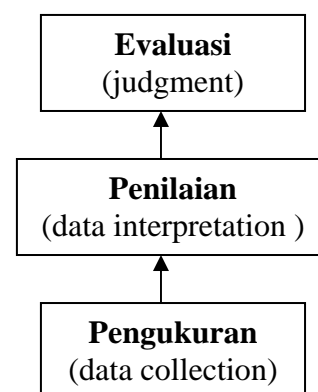 Evaluasi
(judgment)
Penilaian
(data interpretation )
Pengukuran
(data collection)